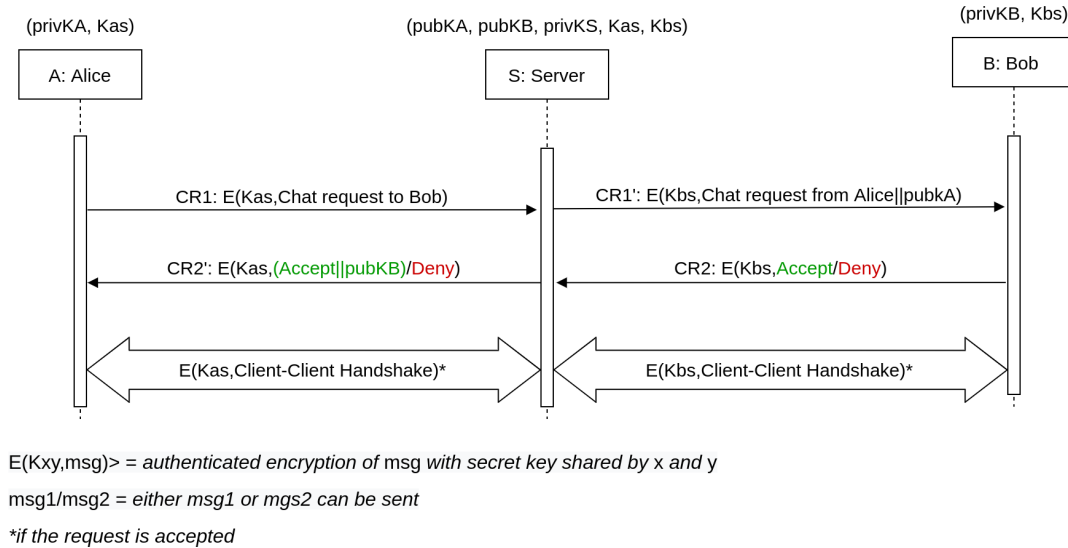 (privKA, Kas)
(pubKA, pubKB, privKS, Kas, Kbs)
(privKB, Kbs)
A: Alice
S: Server
B: Bob
CR1: E(Kas,Chat request to Bob)
CR1': E(Kbs,Chat request from Alice||pubkA)
CR2': E(Kas,(Accept||pubKB)/Deny)
CR2: E(Kbs,Accept/Deny)
E(Kas,Client-Client Handshake)*
E(Kbs,Client-Client Handshake)*
E(Kxy,msg)> = authenticated encryption of msg with secret key shared by x and y
msg1/msg2 = either msg1 or mgs2 can be sent
*if the request is accepted